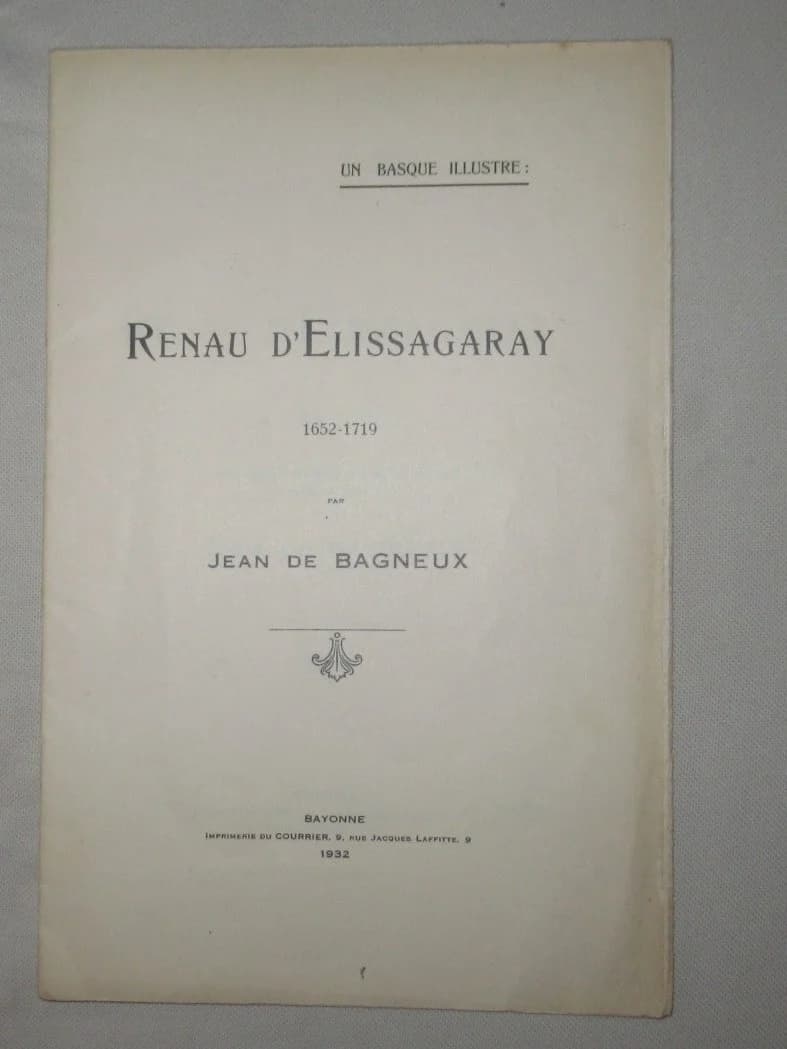 UN BASQUE ILLUSTRE :
RENAU D'ELISSAGARAY
1652-1719
PAR
JEAN DE BAGNEUX
BAYONNE
IMPRIMERIE DU COURRIER, 9, RUE JACQUES LAFFITTE, 9
1932